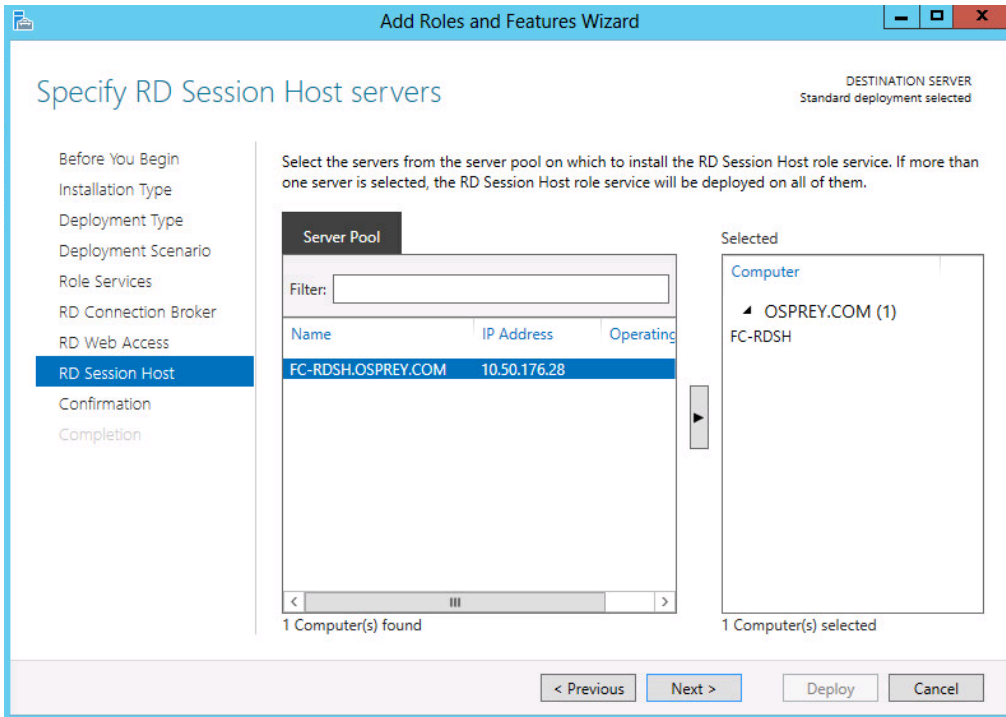 Add Roles and Features Wizard
x
Specify RD Session Host servers
DESTINATION SERVER
Standard deployment selected
Before You Begin
Installation Type
Deployment Type
Deployment Scenario
Role Services
RD Connection Broker
RD Web Access
RD Session Host
Confirmation
Completion
Select the servers from the server pool on which to install the RD Session Host role service. If more than
one server is selected, the RD Session Host role service will be deployed on all of them.
Server Pool
Filter:
Name IP Address Operating
FC-RDSH.OSPREY.COM 10.50.176.28
1 Computer(s) found
Selected
Computer
OSPREY.COM (1)
FC-RDSH
1 Computer(s) selected
< Previous Next > Deploy Cancel